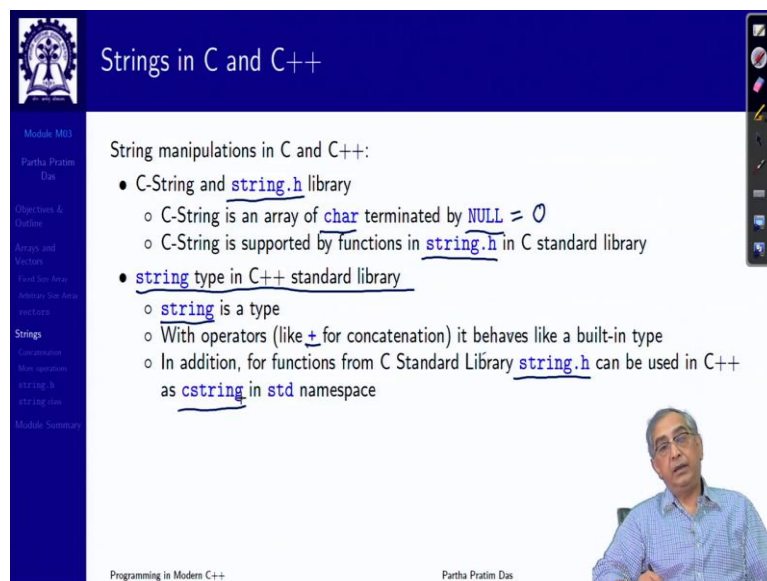 Strings in C and C++
Module M03
Partha Pratim
Das
Objectives &
Outline
Arrays and
Vectors
Fixed Size Array
Arbitrary Size Array
vectors
Strings
Concatenation
More operations
string.h
string class
Module Summary
String manipulations in C and C++:
• C-String and string.h library
◦ C-String is an array of char terminated by NULL = 0
◦ C-String is supported by functions in string.h in C standard library
• string type in C++ standard library
◦ string is a type
◦ With operators (like + for concatenation) it behaves like a built-in type
◦ In addition, for functions from C Standard Library string.h can be used in C++
as cstring in std namespace
Programming in Modern C++
Partha Pratim Das